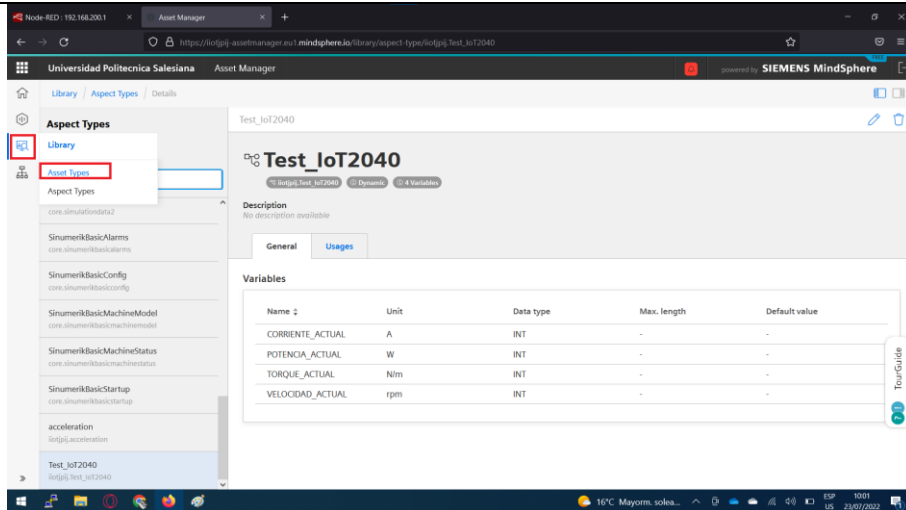 Node-RED : 192.168.200.1
Asset Manager
https://iiotjpij-assetmanager.eu1.mindsphere.io/library/aspect-type/iiotjpij.Test_IoT2040
Universidad Politecnica Salesiana
Asset Manager
powered by SIEMENS MindSphere
Library / Aspect Types / Details
Aspect Types
Library
Asset Types
Aspect Types
core.simulationdata2
SinumerikBasicAlarms
core.sinumerikbasicalarms
SinumerikBasicConfig
core.sinumerikbasicconfig
SinumerikBasicMachineModel
core.sinumerikbasicmachinemodel
SinumerikBasicMachineStatus
core.sinumerikbasicmachinestatus
SinumerikBasicStartup
core.sinumerikbasicstartup
acceleration
iiotjpij.acceleration
Test_IoT2040
iiotjpij.Test_IoT2040
Test_IoT2040
Test_IoT2040
iiotjpij.Test_IoT2040 Dynamic 4 Variables
Description
No description available
General Usages
Variables
Name Unit Data type Max. length Default value
CORRIENTE_ACTUAL A INT - -
POTENCIA_ACTUAL W INT - -
TORQUE_ACTUAL N/m INT - -
VELOCIDAD_ACTUAL rpm INT - -
TourGuide
16°C Mayorm. solea...
ESP
US
10:01
23/07/2022